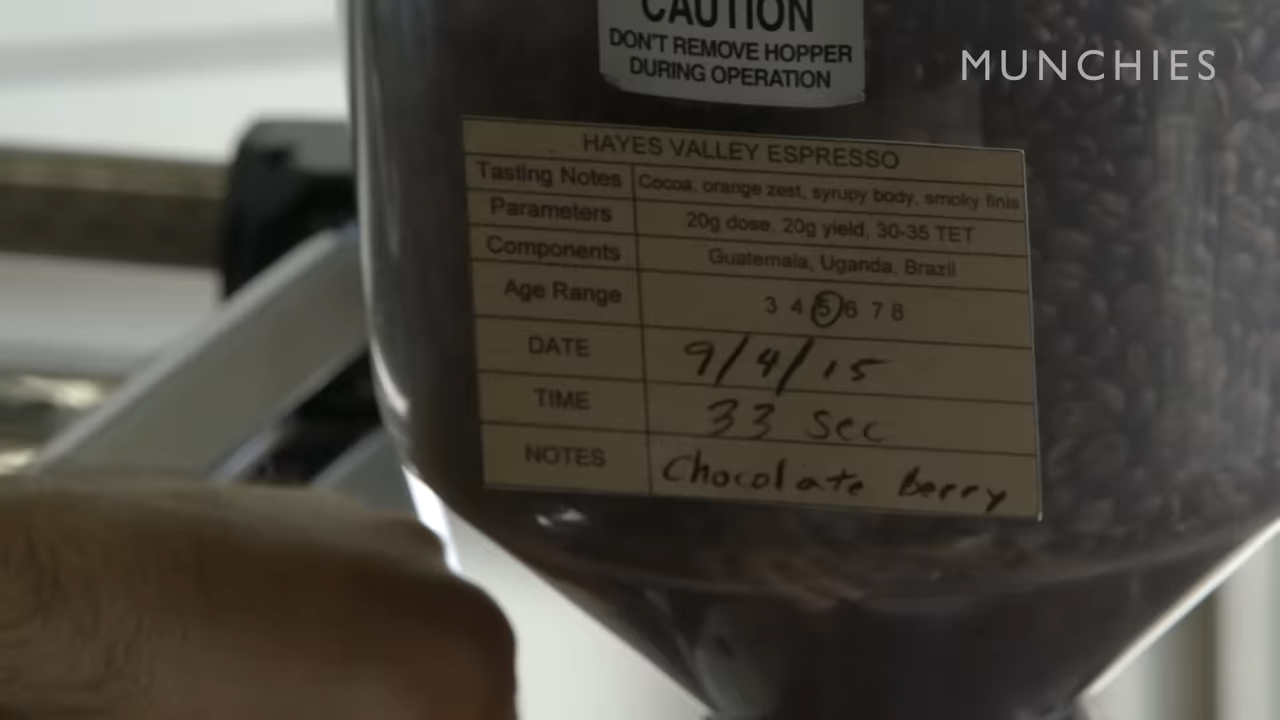 CAUTION
DON'T REMOVE HOPPER
DURING OPERATION
MUNCHIES
HAYES VALLEY ESPRESSO
Tasting Notes Cocoa, orange zest, syrupy body, smoky finis
Parameters 20g dose, 20g yield, 30-35 TET
Components Guatemala, Uganda, Brazil
Age Range 3 4 5 6 7 8
DATE 9/4/15
TIME 33 sec
NOTES Chocolate berry